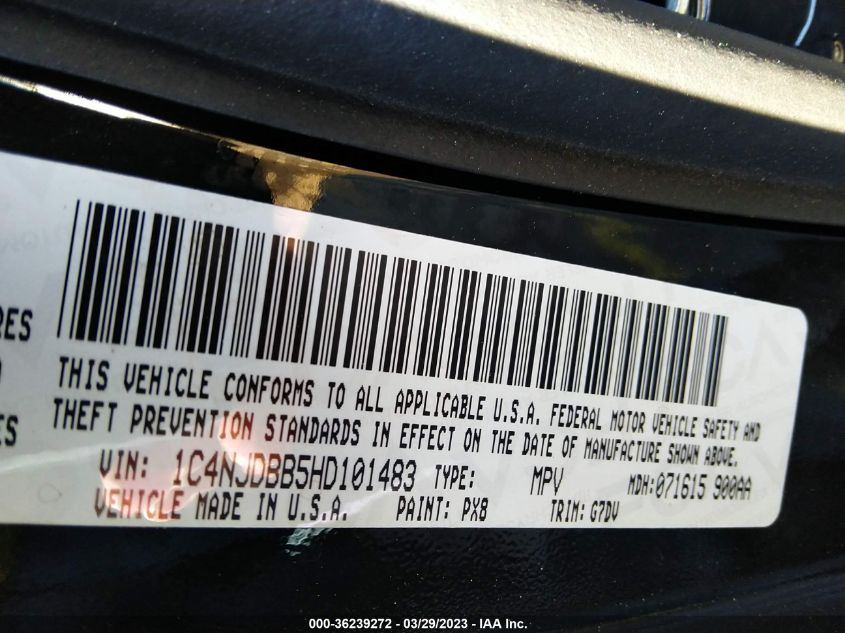 RES
ES
THIS VEHICLE CONFORMS TO ALL APPLICABLE U.S.A. FEDERAL MOTOR VEHICLE SAFETY AND
THEFT PREVENTION STANDARDS IN EFFECT ON THE DATE OF MANUFACTURE SHOWN ABOVE.
VIN: 1C4NJDBB5HD101483 TYPE: MPV MDH:071615 900AA
VEHICLE MADE IN U.S.A. PAINT: PX8 TRIM: G7DV
000-36239272 — 03/29/2023 — IAA Inc.